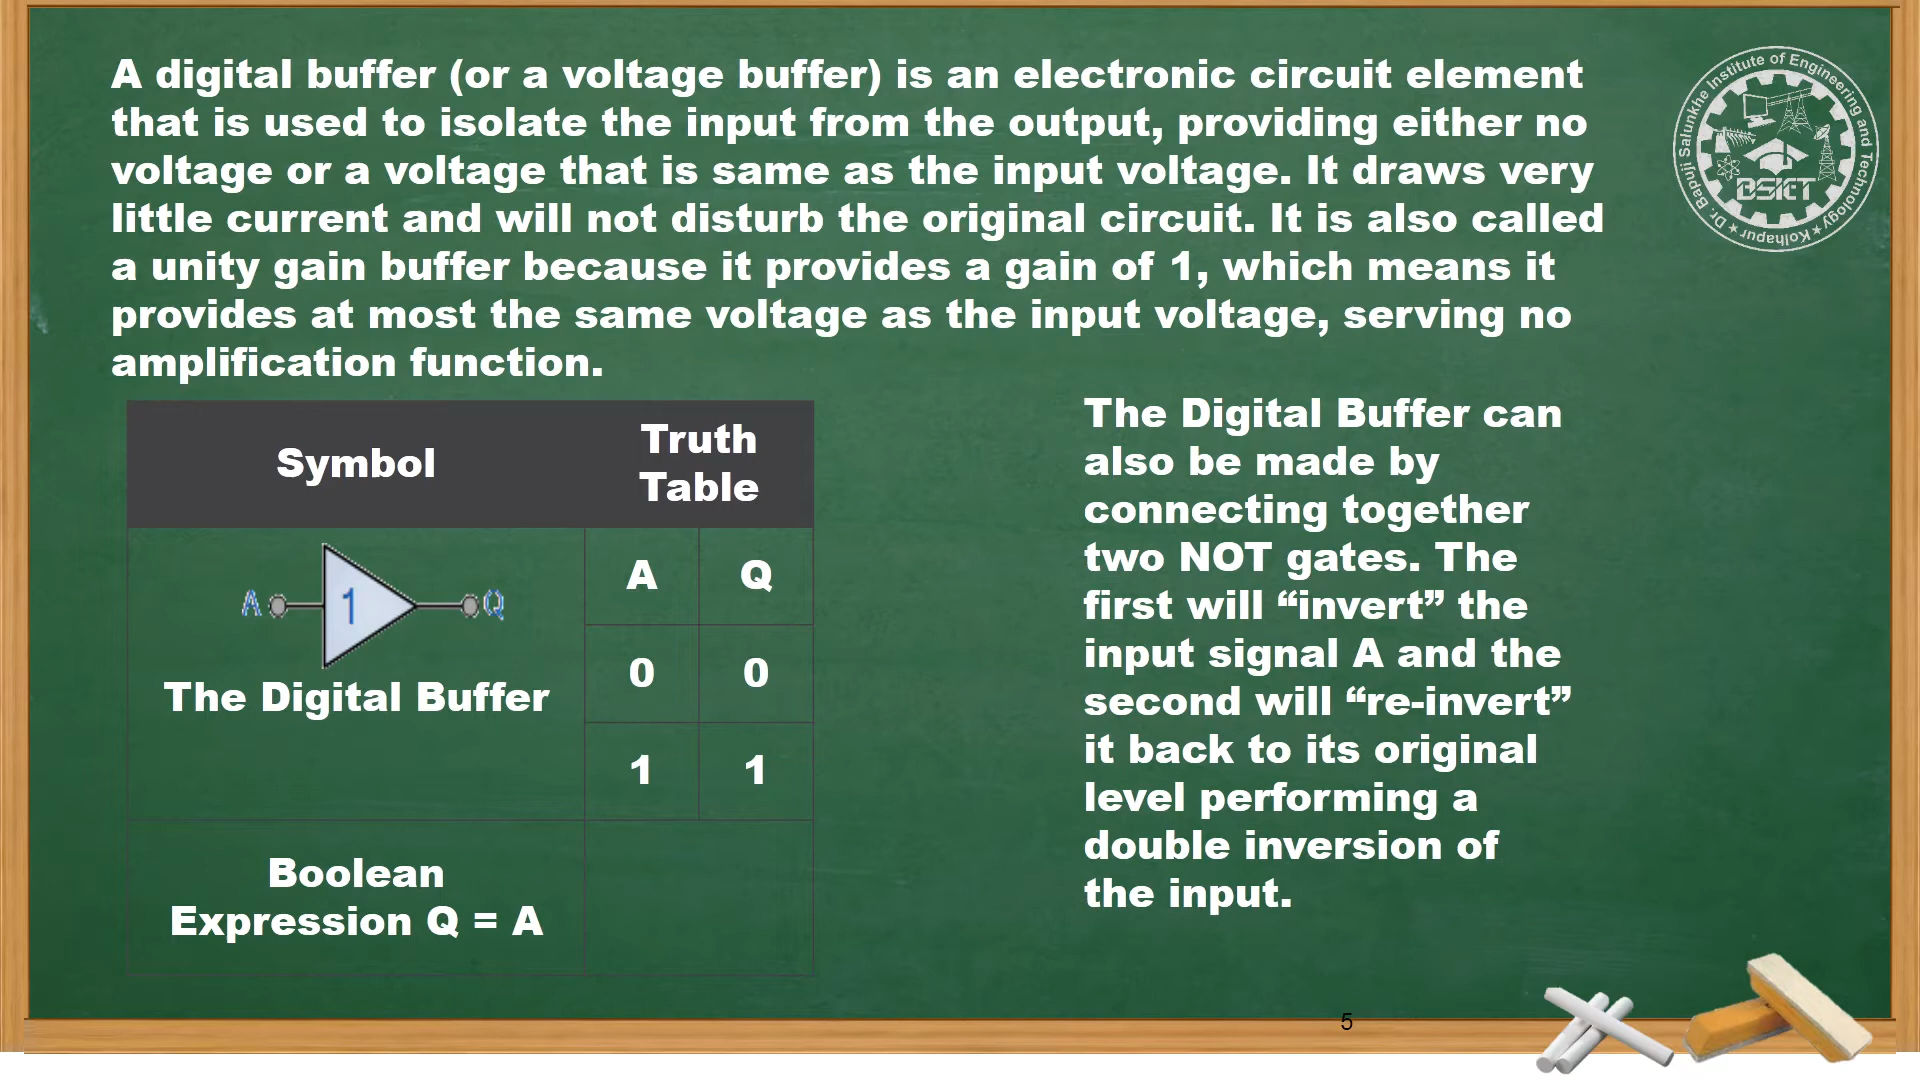 A digital buffer (or a voltage buffer) is an electronic circuit element
that is used to isolate the input from the output, providing either no
voltage or a voltage that is same as the input voltage. It draws very
little current and will not disturb the original circuit. It is also called
a unity gain buffer because it provides a gain of 1, which means it
provides at most the same voltage as the input voltage, serving no
amplification function.
Dr. Bapuji Salunkhe Institute of Engineering and Technology ★ Kolhapur ★
BSIET
Symbol
Truth
Table
A 1 Q
The Digital Buffer
A Q
0 0
1 1
Boolean
Expression Q = A
The Digital Buffer can
also be made by
connecting together
two NOT gates. The
first will “invert” the
input signal A and the
second will “re-invert”
it back to its original
level performing a
double inversion of
the input.
5